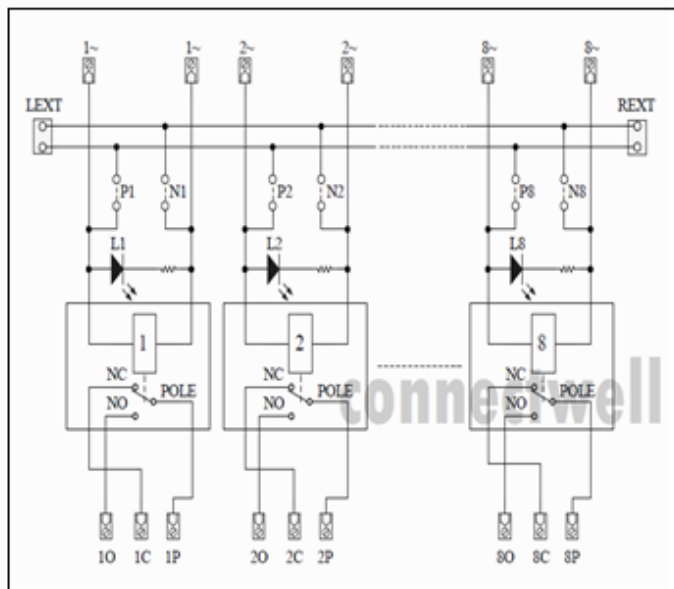 1~ 1~ 2~ 2~ 8~ 8~
LEXT REXT
P1 N1 P2 N2 P8 N8
L1 L2 L8
1 2 8
NC NC NC
POLE POLE POLE
NO NO NO
connectwell
1O 1C 1P 2O 2C 2P 8O 8C 8P